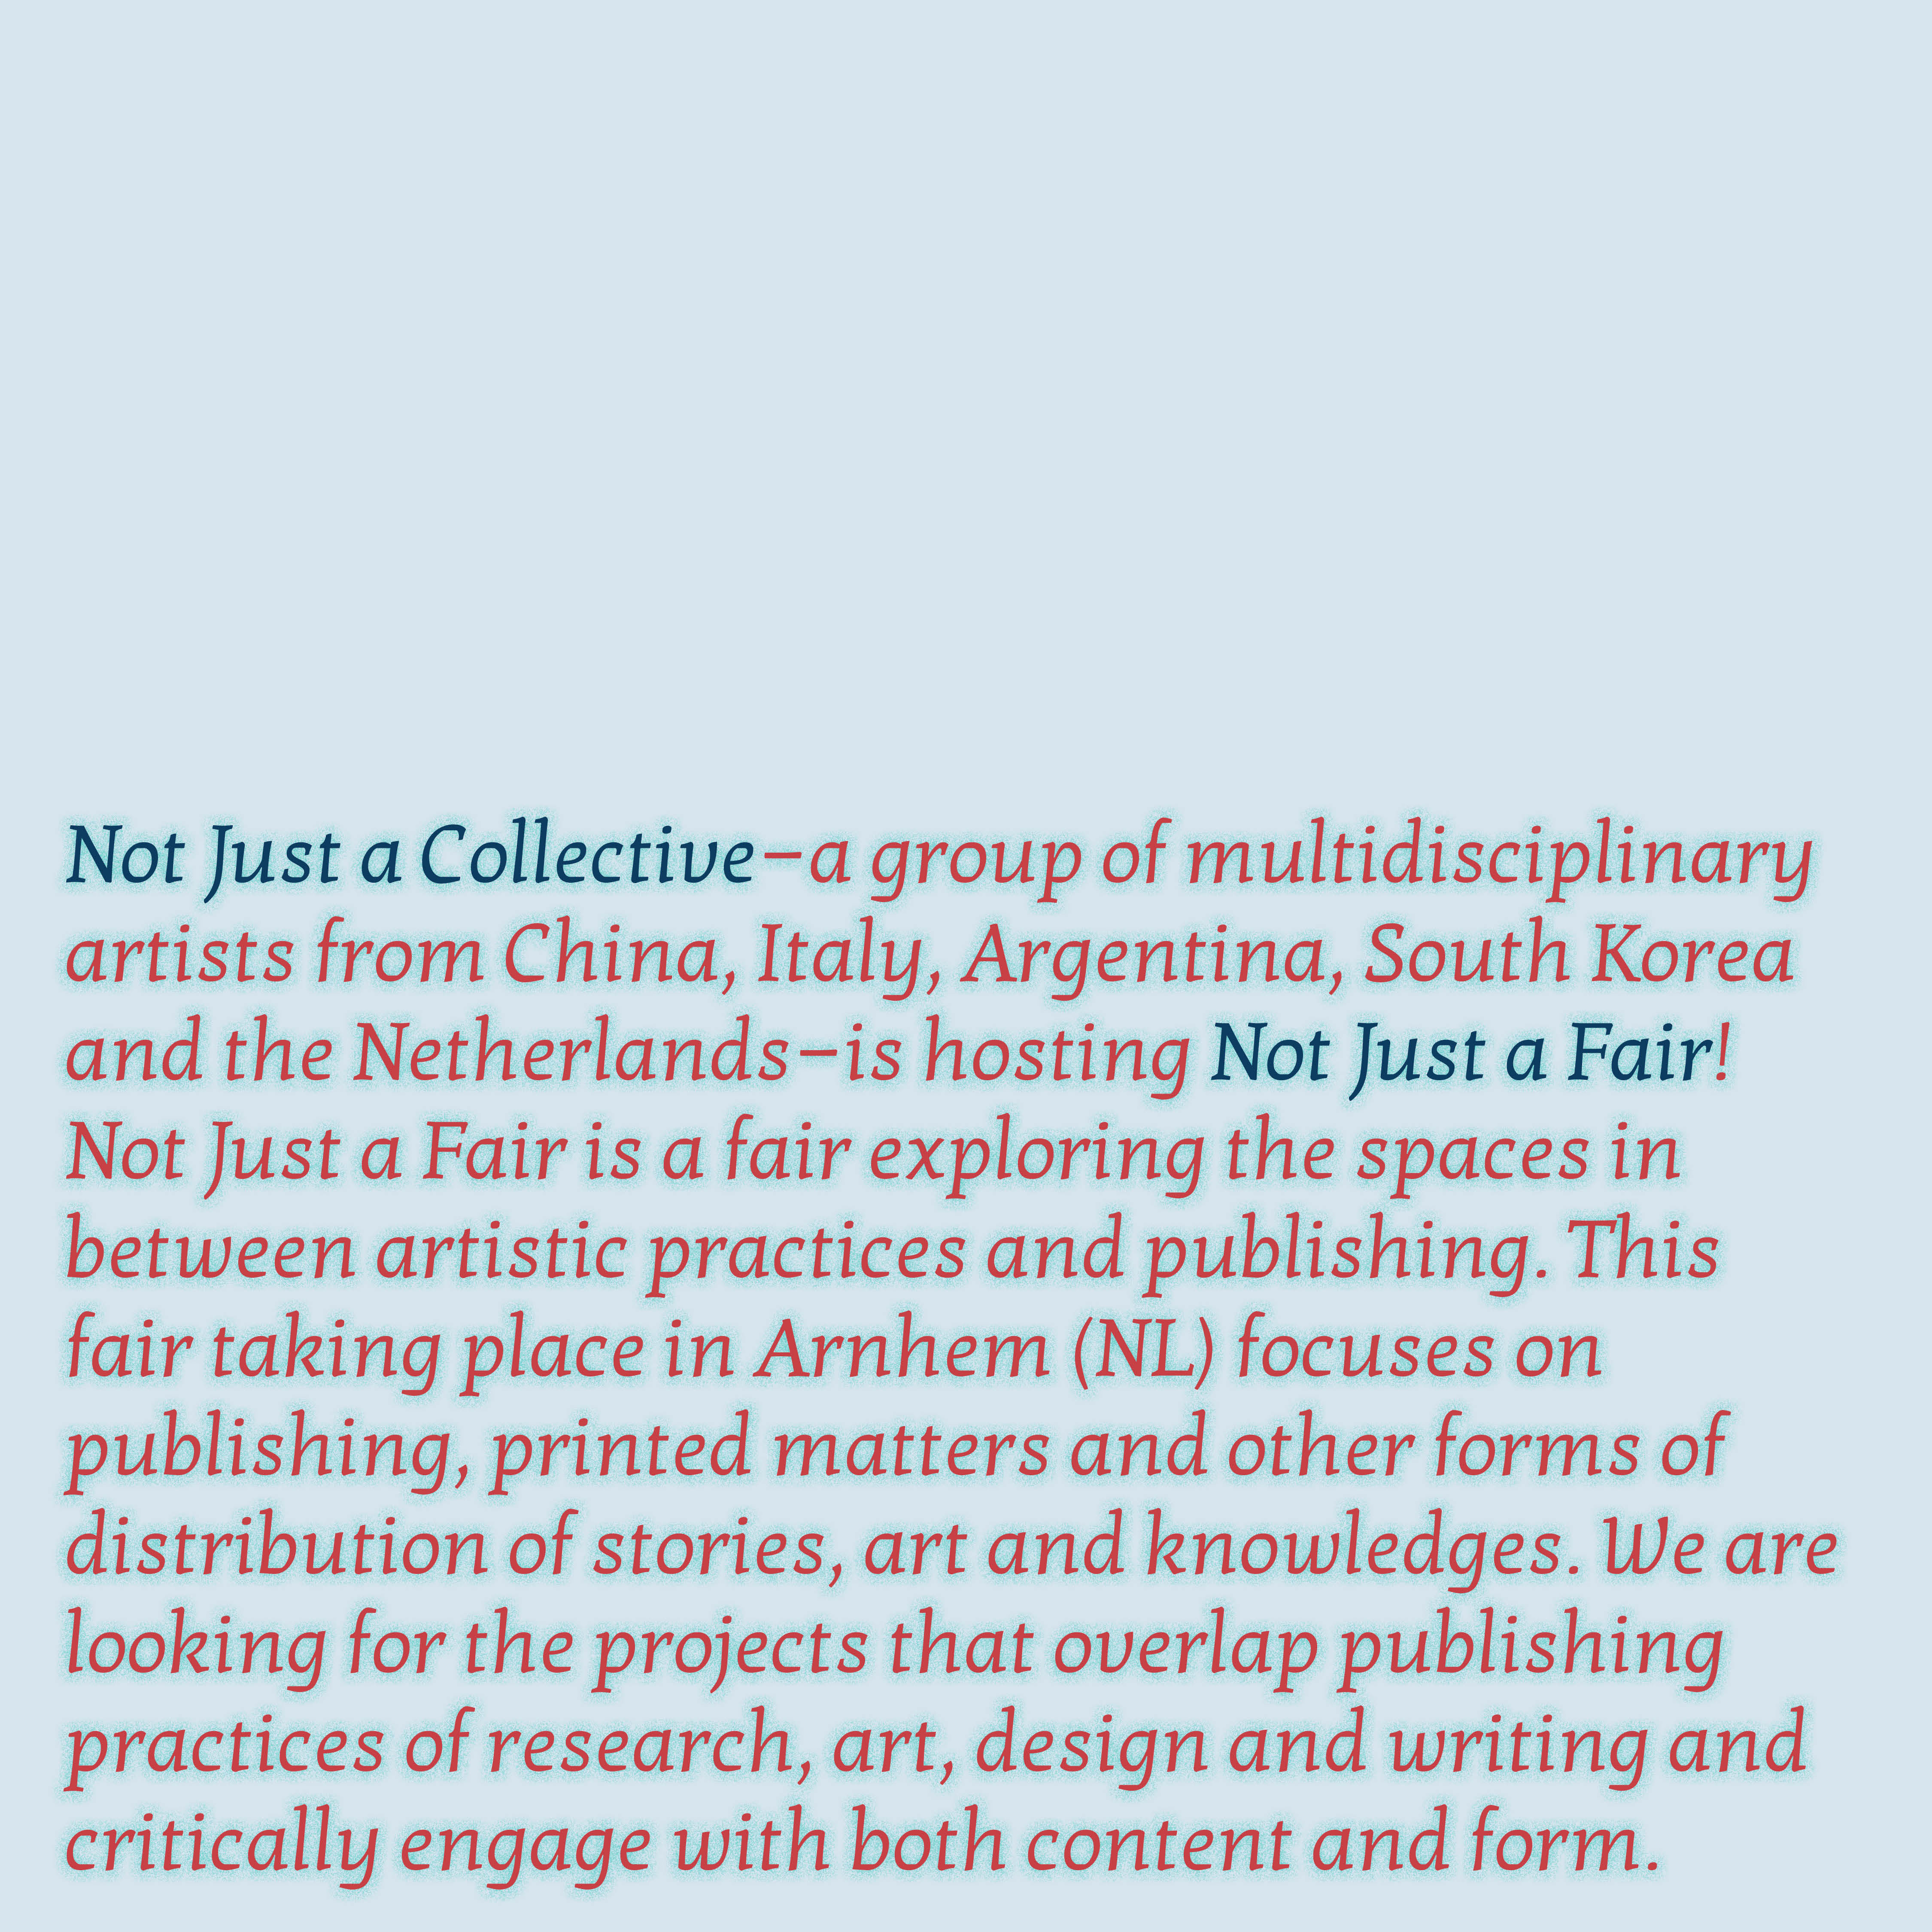 Not Just a Collective–a group of multidisciplinary
artists from China, Italy, Argentina, South Korea
and the Netherlands–is hosting Not Just a Fair!
Not Just a Fair is a fair exploring the spaces in
between artistic practices and publishing. This
fair taking place in Arnhem (NL) focuses on
publishing, printed matters and other forms of
distribution of stories, art and knowledges. We are
looking for the projects that overlap publishing
practices of research, art, design and writing and
critically engage with both content and form.